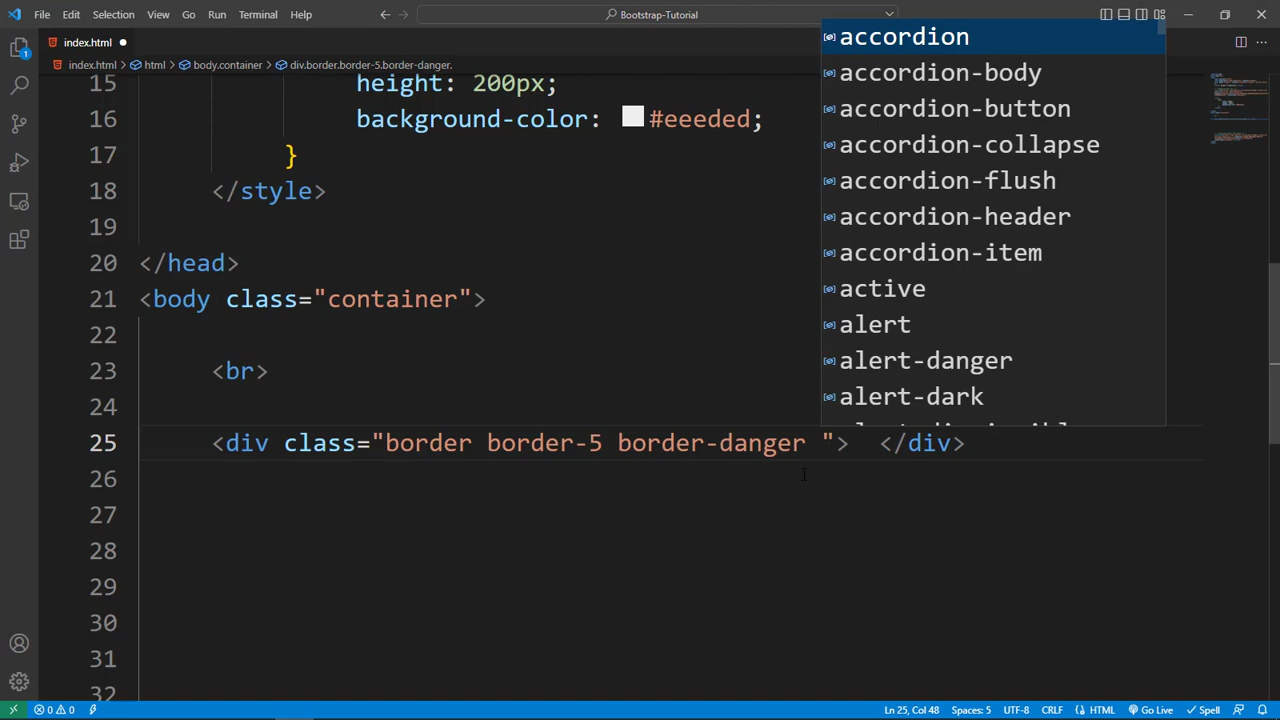 File Edit Selection View Go Run Terminal Help Bootstrap-Tutorial
index.html
index.html > html > body.container > div.border.border-5.border-danger.
15 height: 200px;
16 background-color: #eeeded;
17 }
18 </style>
19
20 </head>
21 <body class="container">
22
23 <br>
24
25 <div class="border border-5 border-danger "> </div>
26
27
28
29
30
31
32
accordion
accordion-body
accordion-button
accordion-collapse
accordion-flush
accordion-header
accordion-item
active
alert
alert-danger
alert-dark
1
0 0 Ln 25, Col 48 Spaces: 5 UTF-8 CRLF HTML Go Live Spell